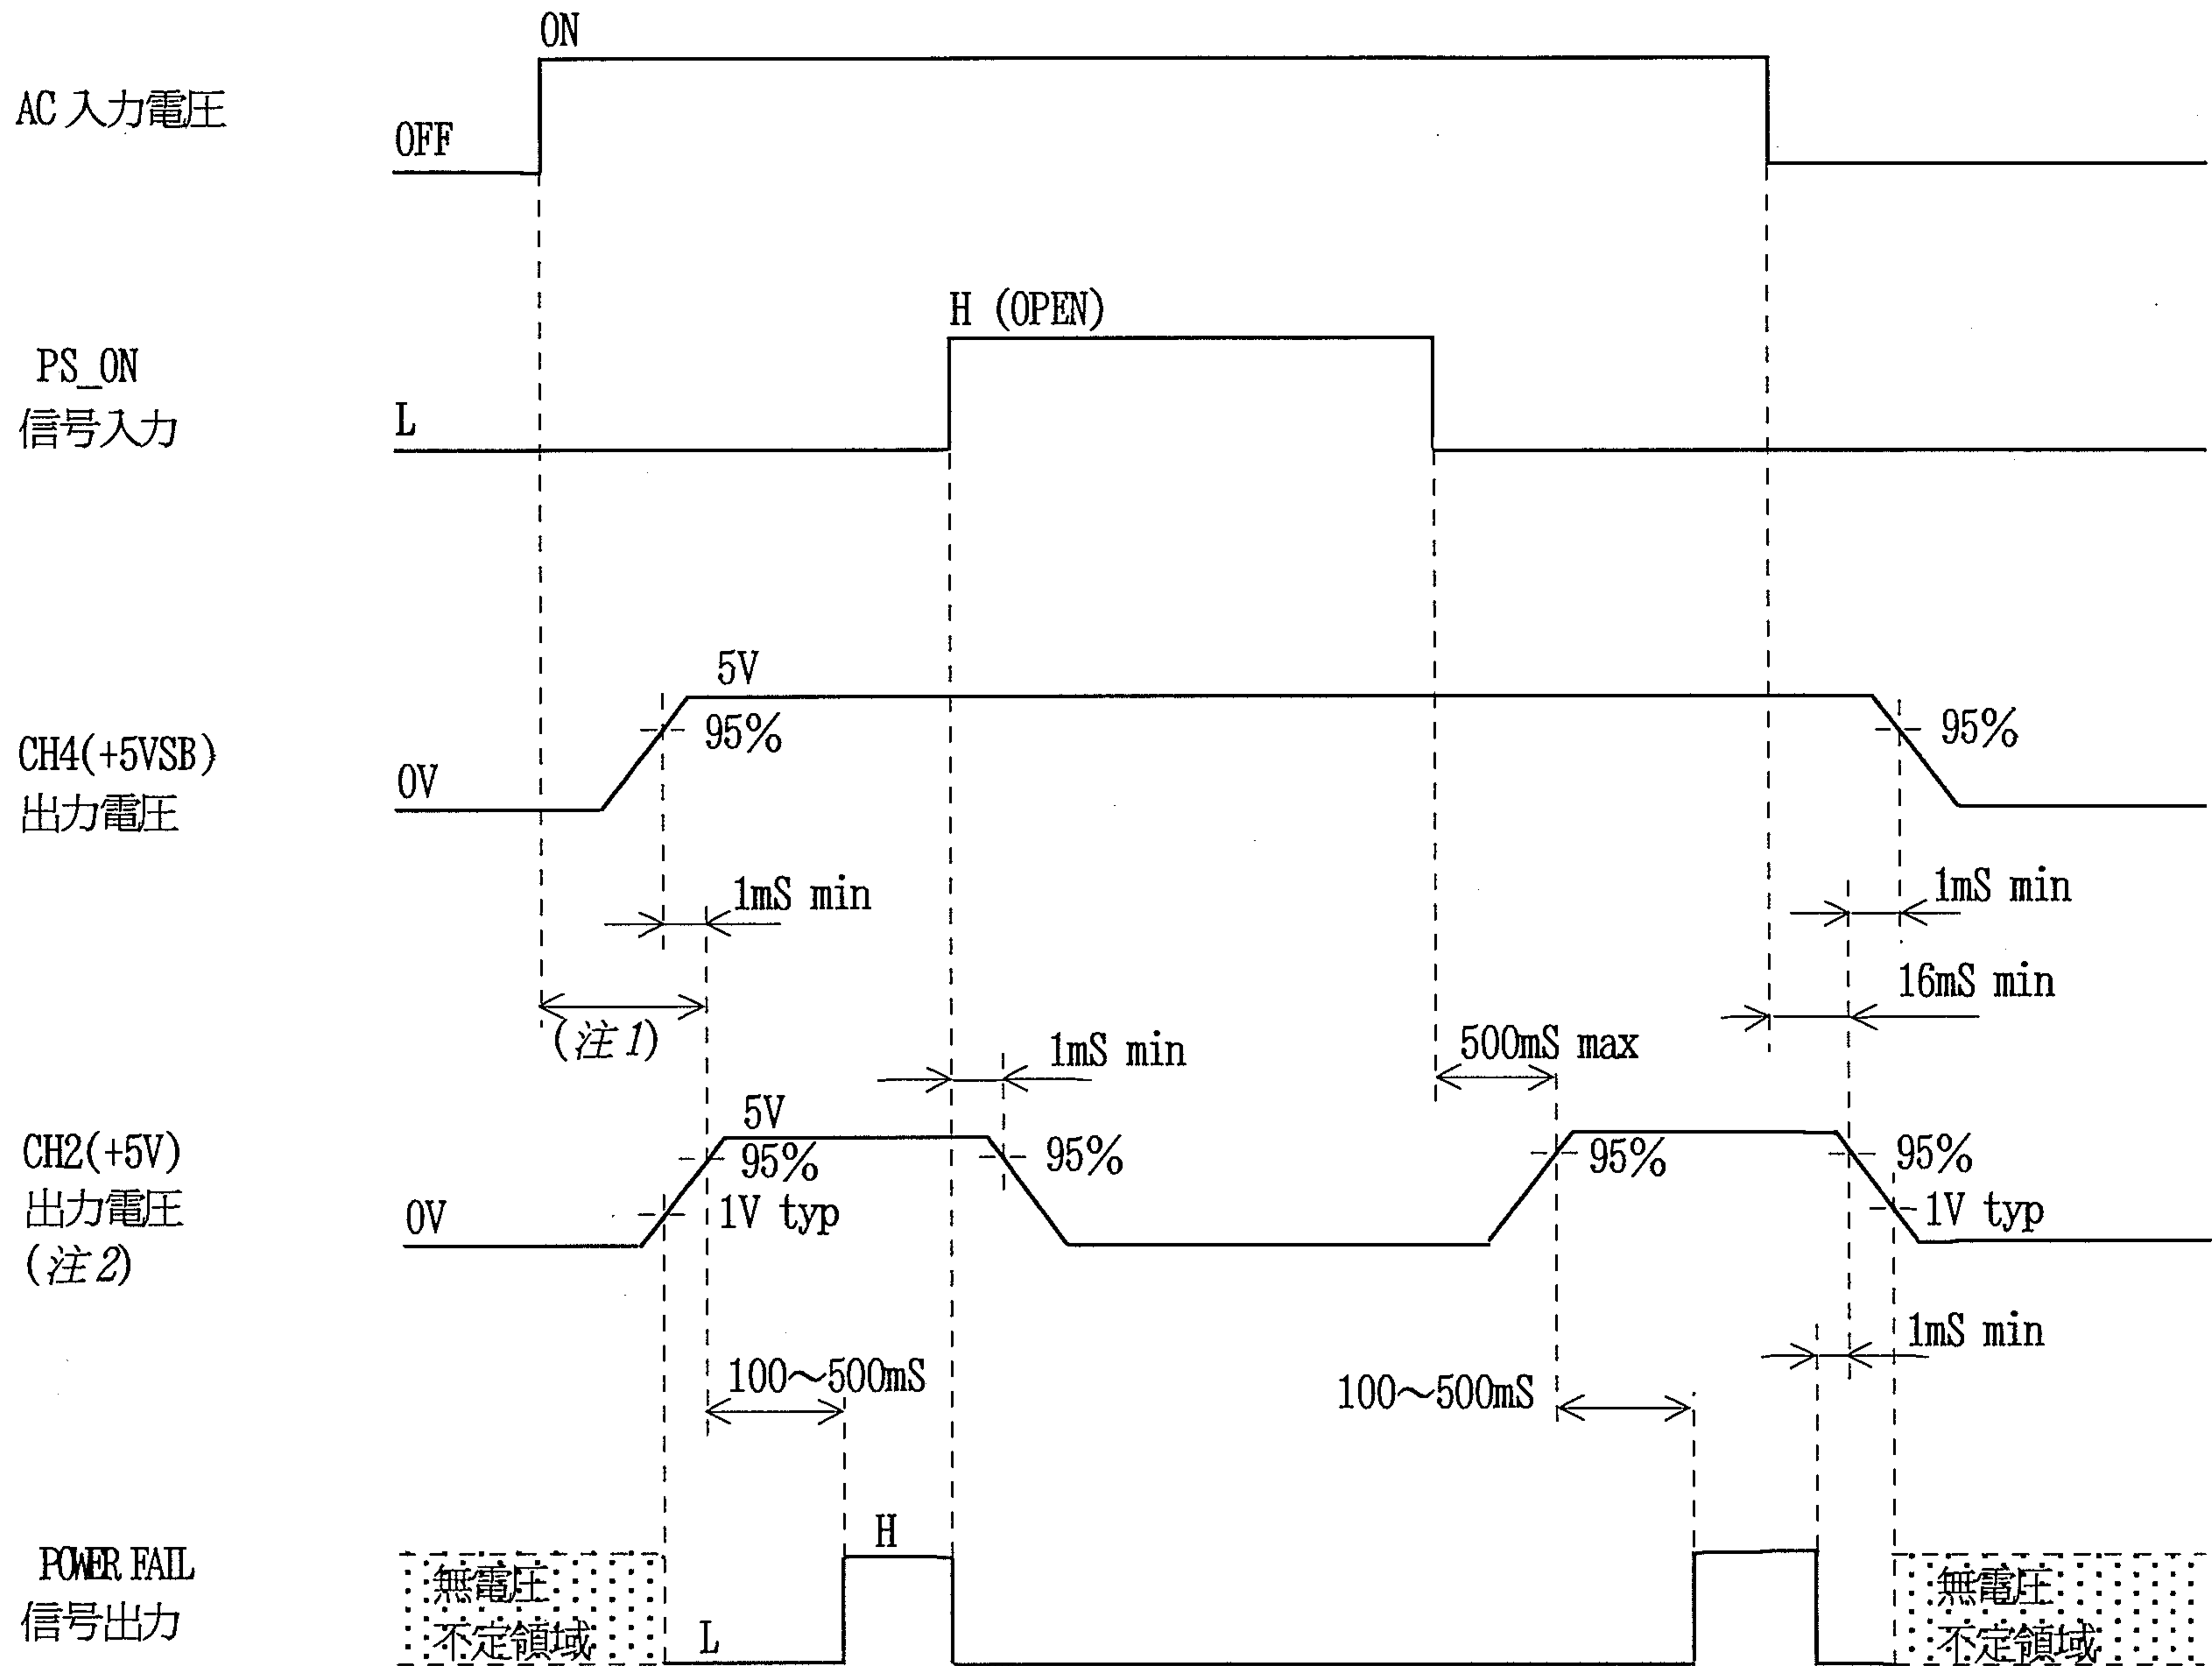 ON
AC 入力電圧
OFF
H (OPEN)
PS_ON
信号入力
L
5V
95%
95%
CH4(+5VSB)
出力電圧
0V
1mS min
1mS min
16mS min
(注1)
1mS min
500mS max
5V
CH2(+5V)
出力電圧
(注2)
95%
95%
95%
95%
0V
1V typ
1V typ
1mS min
100～500mS
100～500mS
H
POWER FAIL
信号出力
無電圧
不定領域
L
無電圧
不定領域